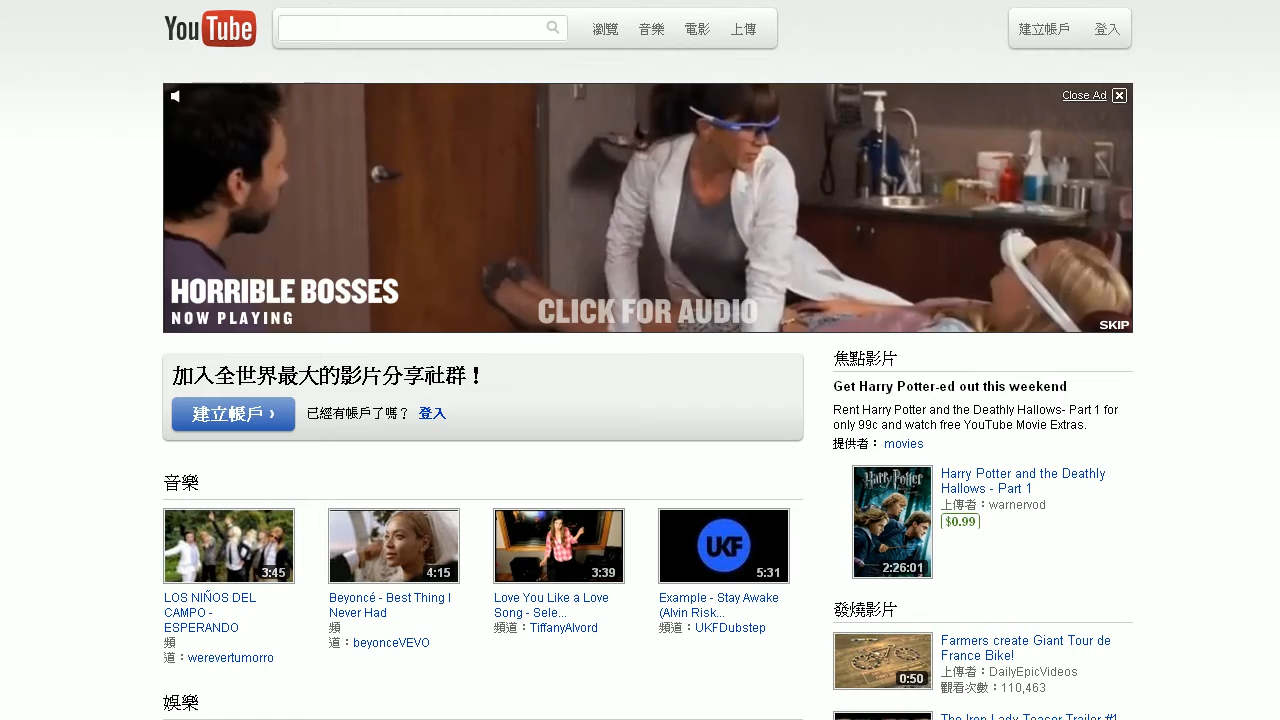 YouTube
瀏覽 音樂 電影 上傳
建立帳戶 登入
Close Ad
HORRIBLE BOSSES
NOW PLAYING
CLICK FOR AUDIO
SKIP
加入全世界最大的影片分享社群！
建立帳戶 ›
已經有帳戶了嗎？ 登入
音樂
3:45
LOS NIÑOS DEL
CAMPO -
ESPERANDO
頻
道：werevertumorro
4:15
Beyoncé - Best Thing I
Never Had
頻
道：beyonceVEVO
3:39
Love You Like a Love
Song - Sele...
頻道：TiffanyAlvord
UKF
5:31
Example - Stay Awake
(Alvin Risk...
頻道：UKFDubstep
娛樂
焦點影片
Get Harry Potter-ed out this weekend
Rent Harry Potter and the Deathly Hallows- Part 1 for
only 99c and watch free YouTube Movie Extras.
提供者： movies
Harry Potter
2:26:01
Harry Potter and the Deathly
Hallows - Part 1
上傳者：warnervod
$0.99
發燒影片
0:50
Farmers create Giant Tour de
France Bike!
上傳者：DailyEpicVideos
觀看次數：110,463
The Iron Lady Teaser Trailer #1